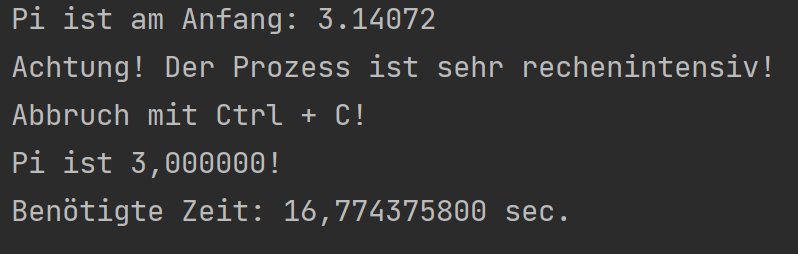 Pi ist am Anfang: 3.14072
Achtung! Der Prozess ist sehr rechenintensiv!
Abbruch mit Ctrl + C!
Pi ist 3,000000!
Benötigte Zeit: 16,774375800 sec.